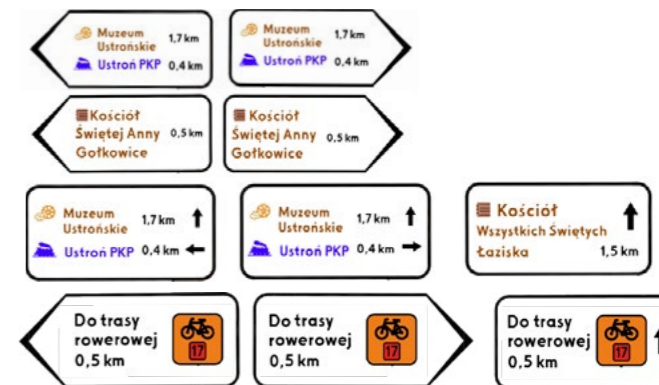 Muzeum
Ustrońskie 1,7 km
Ustroń PKP 0,4 km
Muzeum
Ustrońskie 1,7 km
Ustroń PKP 0,4 km
Kościół
Świętej Anny 0,5 km
Gołkowice
Kościół
Świętej Anny 0,5 km
Gołkowice
Muzeum
Ustrońskie 1,7 km
Ustroń PKP 0,4 km
Muzeum
Ustrońskie 1,7 km
Ustroń PKP 0,4 km
Kościół
Wszystkich Świętych
Łaziska 1,5 km
Do trasy
rowerowej
0,5 km 17
Do trasy
rowerowej
0,5 km 17
Do trasy
rowerowej
0,5 km 17